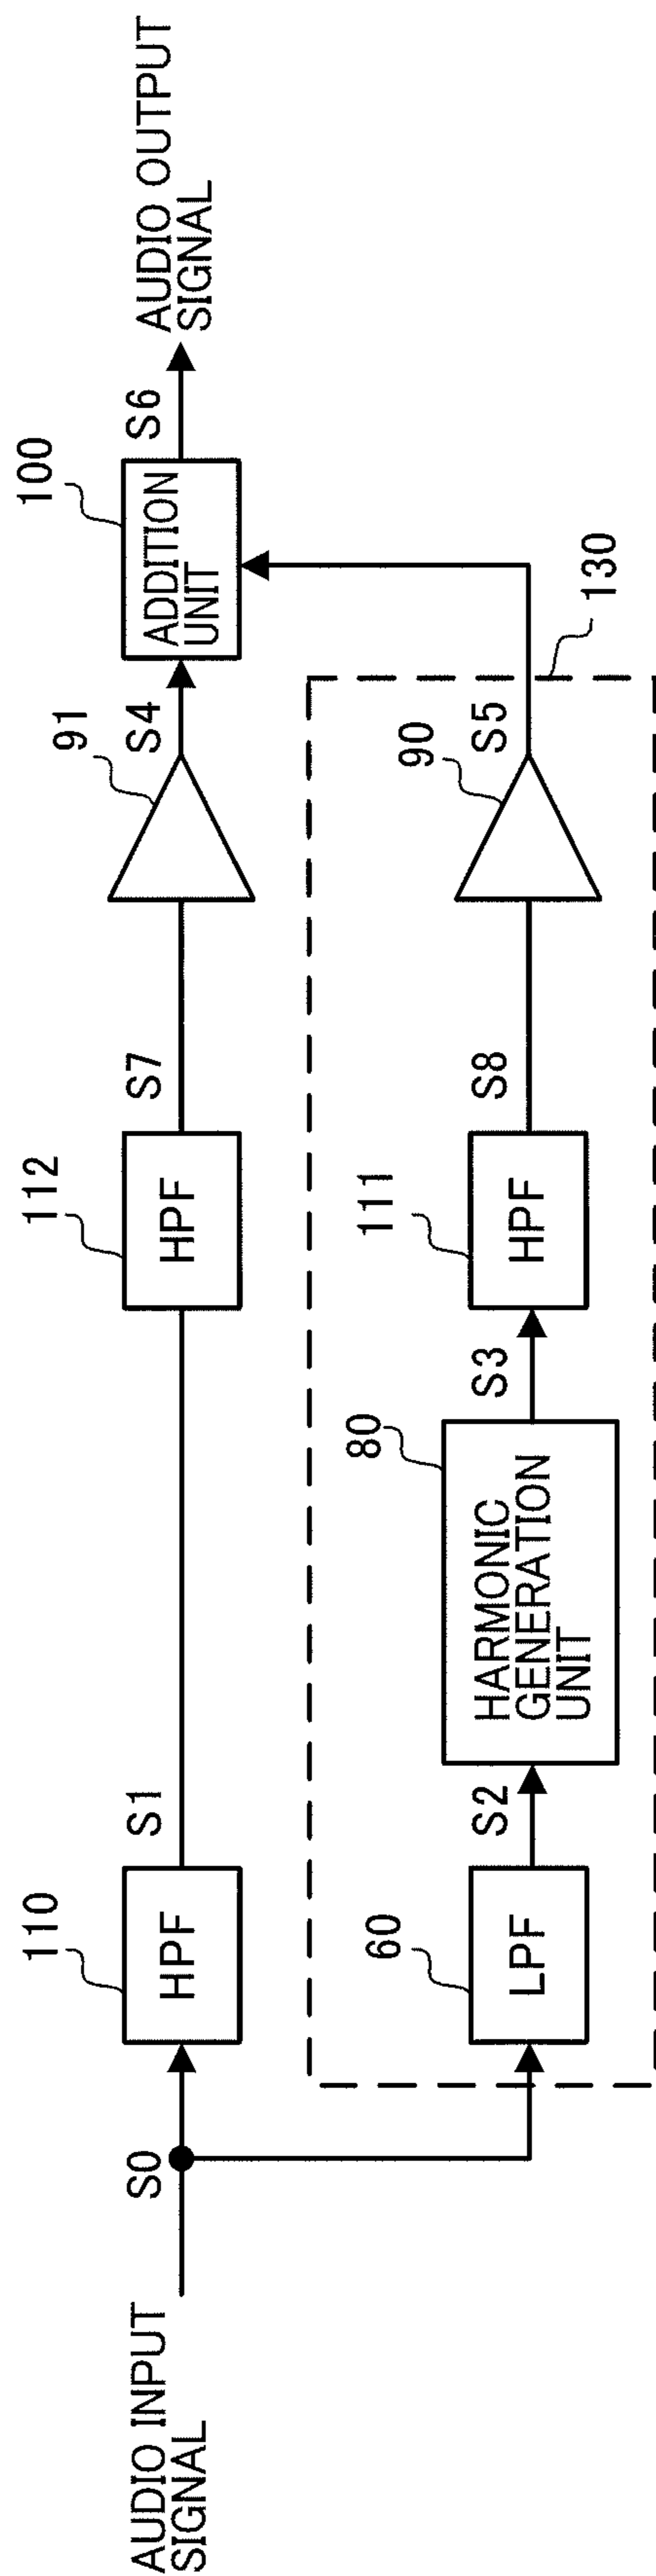 AUDIO INPUT
SIGNAL
S0
110
HPF
S1
112
HPF
S7
91
S4
100
ADDITION
UNIT
S6
AUDIO OUTPUT
SIGNAL
60
LPF
S2
80
HARMONIC
GENERATION
UNIT
S3
111
HPF
S8
90
S5
130